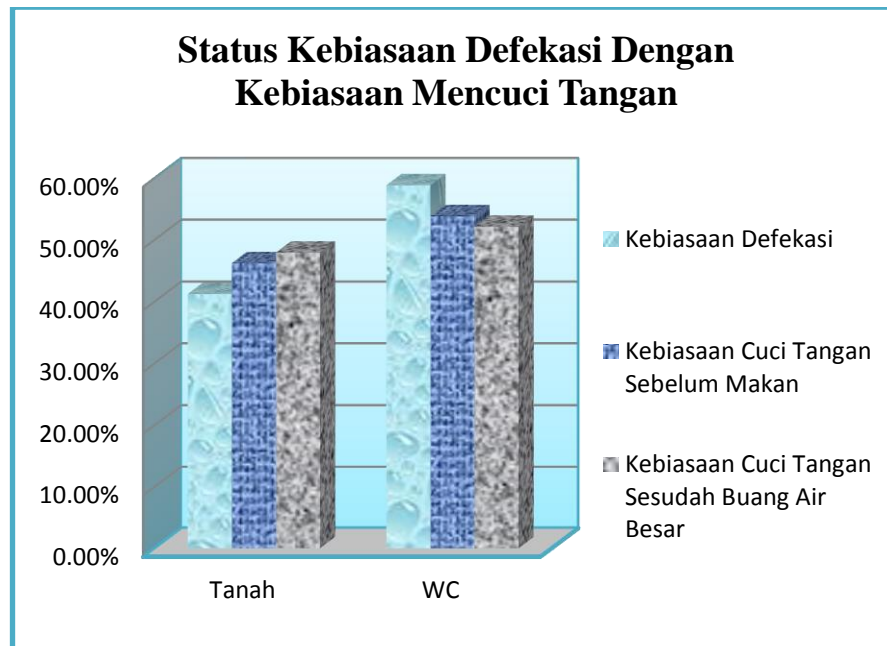 Status Kebiasaan Defekasi Dengan
Kebiasaan Mencuci Tangan
60.00%
50.00%
40.00%
30.00%
20.00%
10.00%
0.00%
Tanah
WC
Kebiasaan Defekasi
Kebiasaan Cuci Tangan
Sebelum Makan
Kebiasaan Cuci Tangan
Sesudah Buang Air
Besar